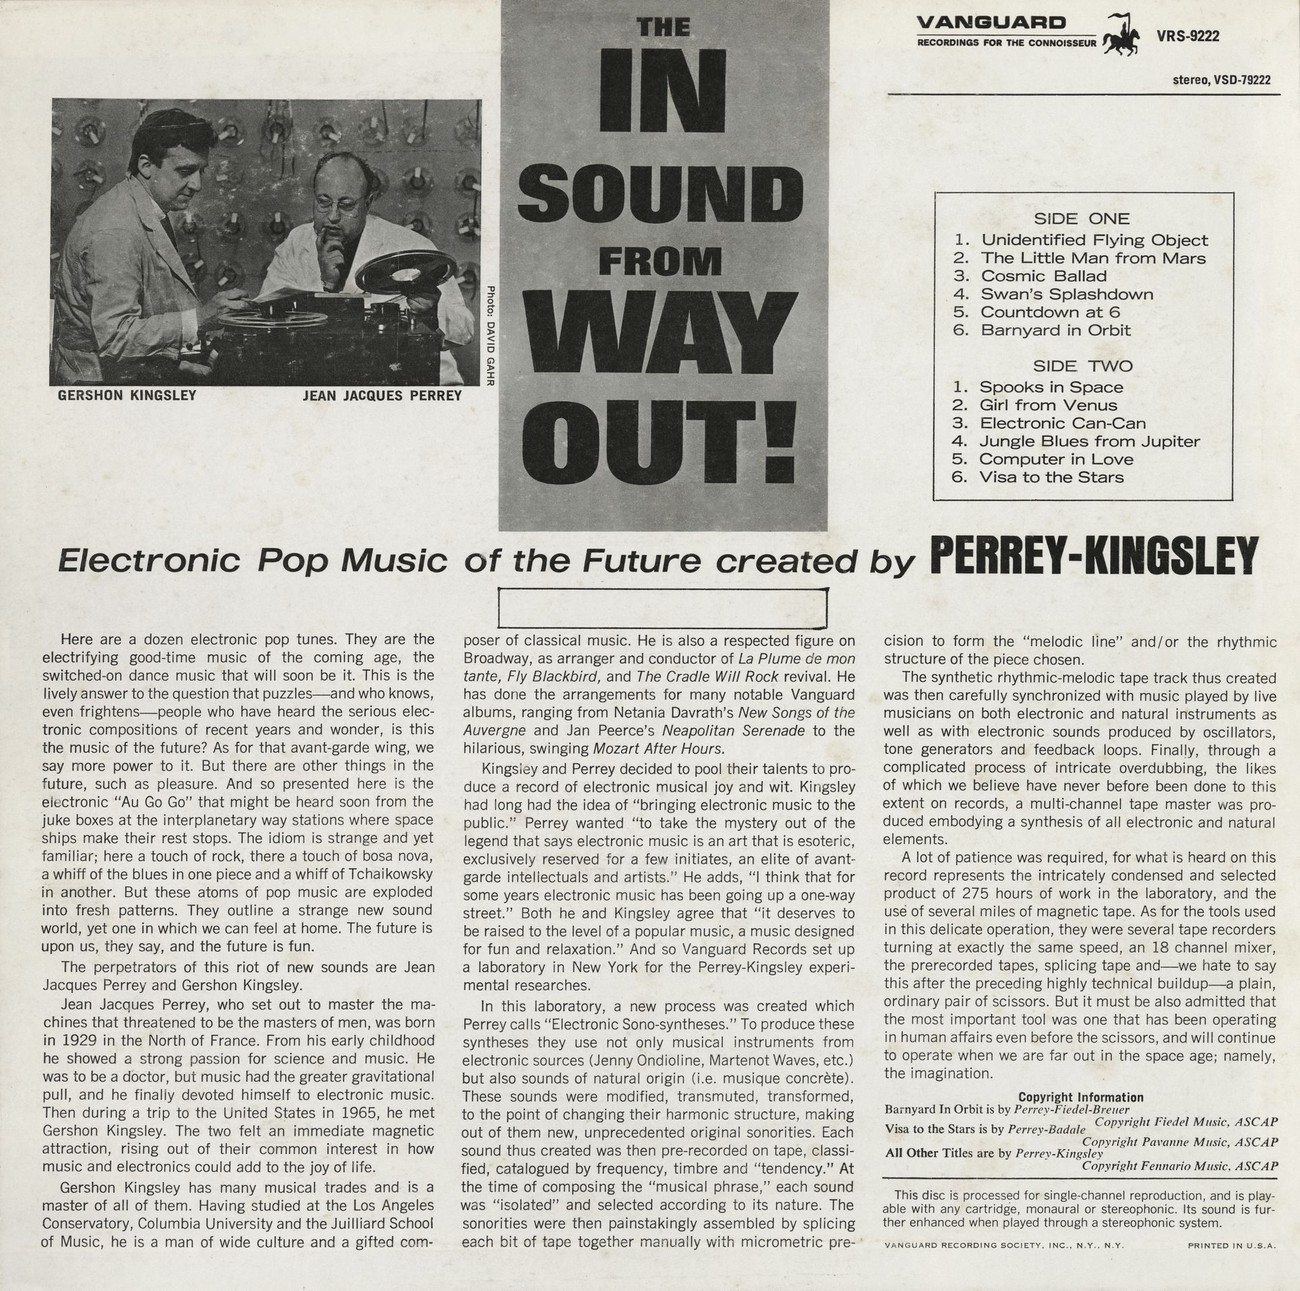 THE
IN
SOUND
FROM
WAY
OUT!
VANGUARD
RECORDINGS FOR THE CONNOISSEUR
VRS-9222
stereo, VSD-79222
Photo: DAVID GAHR
GERSHON KINGSLEY
JEAN JACQUES PERREY
SIDE ONE
1. Unidentified Flying Object
2. The Little Man from Mars
3. Cosmic Ballad
4. Swan's Splashdown
5. Countdown at 6
6. Barnyard in Orbit
SIDE TWO
1. Spooks in Space
2. Girl from Venus
3. Electronic Can-Can
4. Jungle Blues from Jupiter
5. Computer in Love
6. Visa to the Stars
Electronic Pop Music of the Future created by PERREY-KINGSLEY
Here are a dozen electronic pop tunes. They are the
electrifying good-time music of the coming age, the
switched-on dance music that will soon be it. This is the
lively answer to the question that puzzles—and who knows,
even frightens—people who have heard the serious elec-
tronic compositions of recent years and wonder, is this
the music of the future? As for that avant-garde wing, we
say more power to it. But there are other things in the
future, such as pleasure. And so presented here is the
electronic “Au Go Go” that might be heard soon from the
juke boxes at the interplanetary way stations where space
ships make their rest stops. The idiom is strange and yet
familiar; here a touch of rock, there a touch of bosa nova,
a whiff of the blues in one piece and a whiff of Tchaikowsky
in another. But these atoms of pop music are exploded
into fresh patterns. They outline a strange new sound
world, yet one in which we can feel at home. The future is
upon us, they say, and the future is fun.
The perpetrators of this riot of new sounds are Jean
Jacques Perrey and Gershon Kingsley.
Jean Jacques Perrey, who set out to master the ma-
chines that threatened to be the masters of men, was born
in 1929 in the North of France. From his early childhood
he showed a strong passion for science and music. He
was to be a doctor, but music had the greater gravitational
pull, and he finally devoted himself to electronic music.
Then during a trip to the United States in 1965, he met
Gershon Kingsley. The two felt an immediate magnetic
attraction, rising out of their common interest in how
music and electronics could add to the joy of life.
Gershon Kingsley has many musical trades and is a
master of all of them. Having studied at the Los Angeles
Conservatory, Columbia University and the Juilliard School
of Music, he is a man of wide culture and a gifted com-
poser of classical music. He is also a respected figure on
Broadway, as arranger and conductor of La Plume de mon
tante, Fly Blackbird, and The Cradle Will Rock revival. He
has done the arrangements for many notable Vanguard
albums, ranging from Netania Davrath's New Songs of the
Auvergne and Jan Peerce's Neapolitan Serenade to the
hilarious, swinging Mozart After Hours.
Kingsley and Perrey decided to pool their talents to pro-
duce a record of electronic musical joy and wit. Kingsley
had long had the idea of “bringing electronic music to the
public.” Perrey wanted “to take the mystery out of the
legend that says electronic music is an art that is esoteric,
exclusively reserved for a few initiates, an elite of avant-
garde intellectuals and artists.” He adds, “I think that for
some years electronic music has been going up a one-way
street.” Both he and Kingsley agree that “it deserves to
be raised to the level of a popular music, a music designed
for fun and relaxation.” And so Vanguard Records set up
a laboratory in New York for the Perrey-Kingsley experi-
mental researches.
In this laboratory, a new process was created which
Perrey calls “Electronic Sono-syntheses.” To produce these
syntheses they use not only musical instruments from
electronic sources (Jenny Ondioline, Martenot Waves, etc.)
but also sounds of natural origin (i.e. musique concrète).
These sounds were modified, transmuted, transformed,
to the point of changing their harmonic structure, making
out of them new, unprecedented original sonorities. Each
sound thus created was then pre-recorded on tape, classi-
fied, catalogued by frequency, timbre and “tendency.” At
the time of composing the “musical phrase,” each sound
was “isolated” and selected according to its nature. The
sonorities were then painstakingly assembled by splicing
each bit of tape together manually with micrometric pre-
cision to form the “melodic line” and/or the rhythmic
structure of the piece chosen.
The synthetic rhythmic-melodic tape track thus created
was then carefully synchronized with music played by live
musicians on both electronic and natural instruments as
well as with electronic sounds produced by oscillators,
tone generators and feedback loops. Finally, through a
complicated process of intricate overdubbing, the likes
of which we believe have never before been done to this
extent on records, a multi-channel tape master was pro-
duced embodying a synthesis of all electronic and natural
elements.
A lot of patience was required, for what is heard on this
record represents the intricately condensed and selected
product of 275 hours of work in the laboratory, and the
use of several miles of magnetic tape. As for the tools used
in this delicate operation, they were several tape recorders
turning at exactly the same speed, an 18 channel mixer,
the prerecorded tapes, splicing tape and—we hate to say
this after the preceding highly technical buildup—a plain,
ordinary pair of scissors. But it must be also admitted that
the most important tool was one that has been operating
in human affairs even before the scissors, and will continue
to operate when we are far out in the space age; namely,
the imagination.
Copyright Information
Barnyard In Orbit is by Perrey-Fiedel-Breuer
Copyright Fiedel Music, ASCAP
Visa to the Stars is by Perrey-Badale
Copyright Pavanne Music, ASCAP
All Other Titles are by Perrey-Kingsley
Copyright Fennario Music, ASCAP
This disc is processed for single-channel reproduction, and is play-
able with any cartridge, monaural or stereophonic. Its sound is fur-
ther enhanced when played through a stereophonic system.
VANGUARD RECORDING SOCIETY, INC., N.Y., N.Y.
PRINTED IN U.S.A.